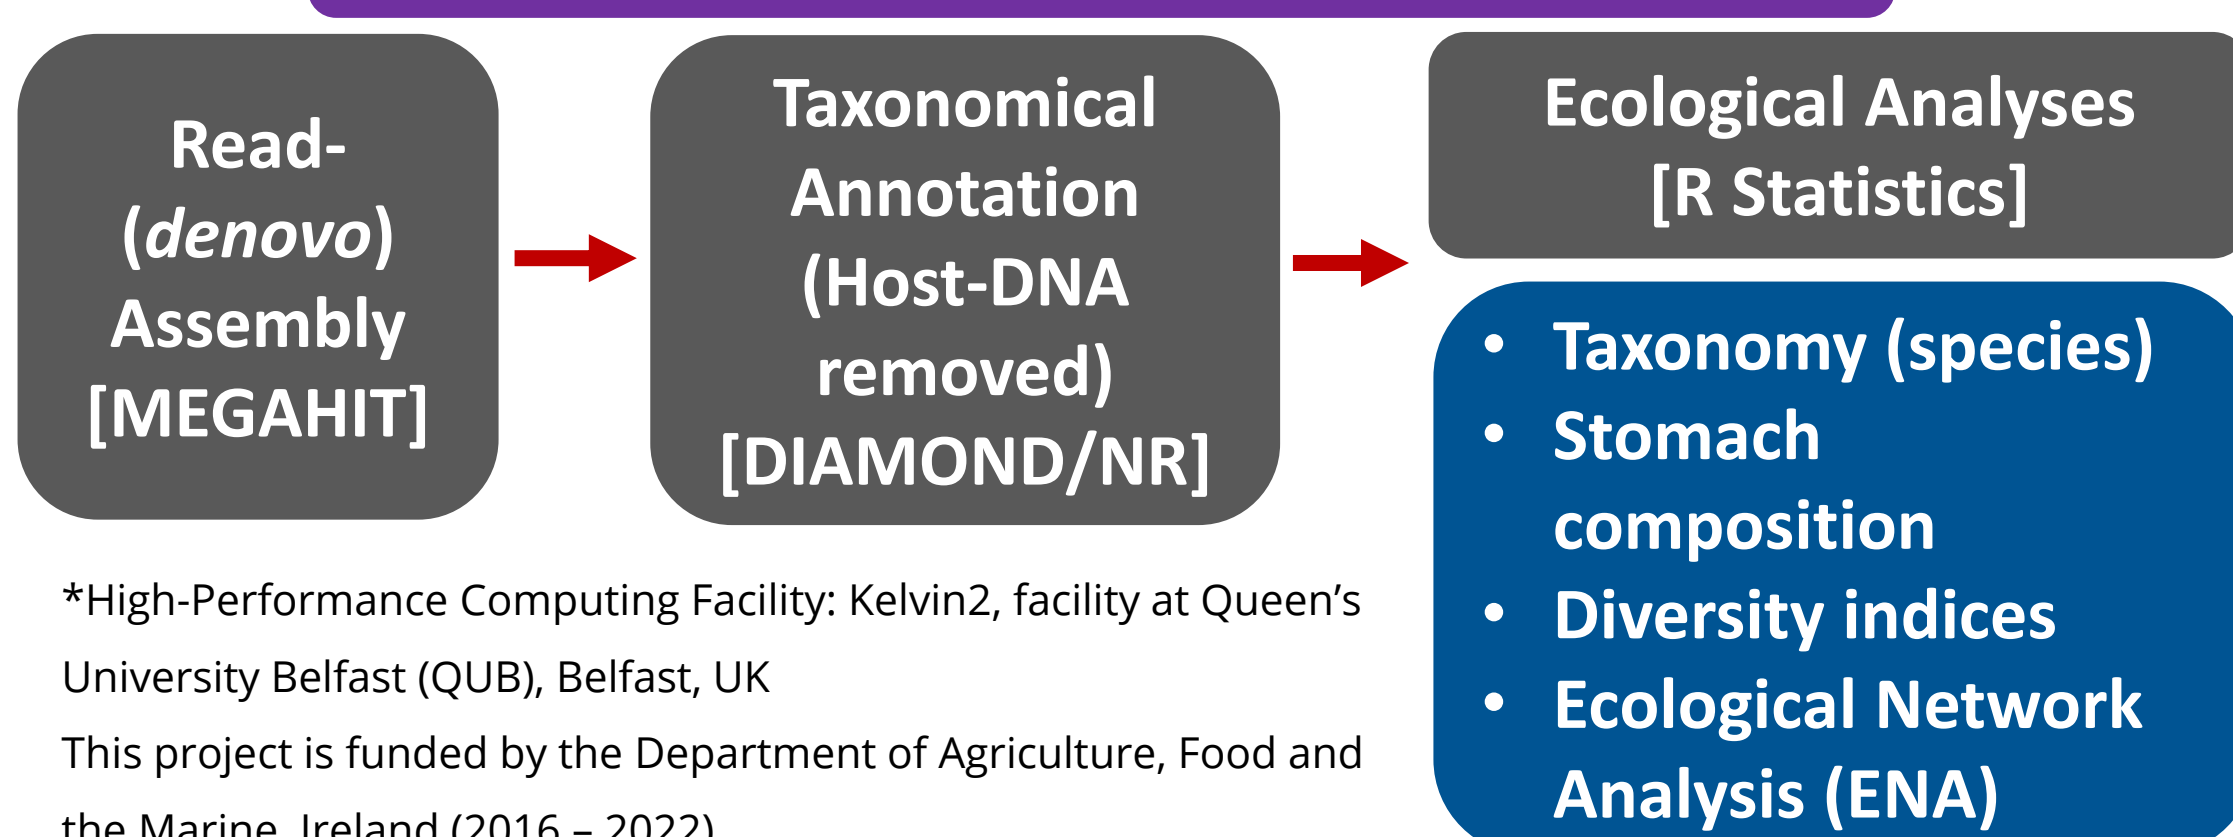 Read-
(denovo)
Assembly
[MEGAHIT]
Taxonomical
Annotation
(Host-DNA
removed)
[DIAMOND/NR]
Ecological Analyses
[R Statistics]
• Taxonomy (species)
• Stomach
composition
• Diversity indices
• Ecological Network
Analysis (ENA)
*High-Performance Computing Facility: Kelvin2, facility at Queen’s
University Belfast (QUB), Belfast, UK
This project is funded by the Department of Agriculture, Food and
the Marine, Ireland (2016 – 2022)